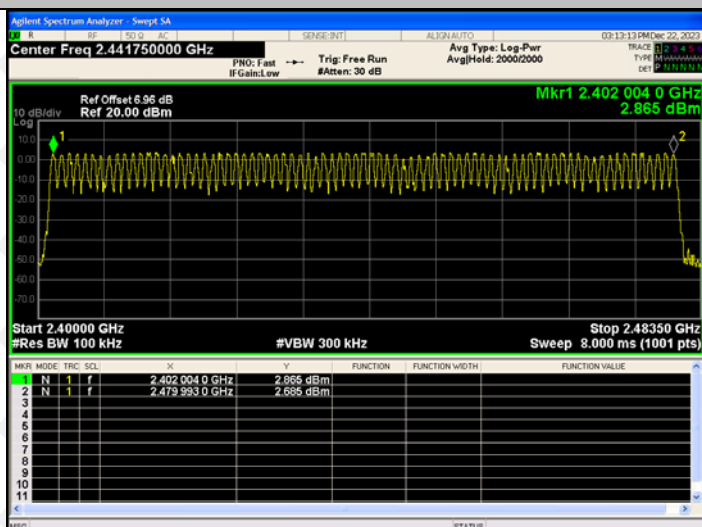 Agilent Spectrum Analyzer - Swept SA
R RF 50 Ω AC SENSE:INT ALIGNAUTO 03:13:13 PM Dec 22, 2023
Center Freq 2.441750000 GHz
PNO: Fast
IFGain:Low
Trig: Free Run
#Atten: 30 dB
Avg Type: Log-Pwr
Avg|Hold: 2000/2000
TRACE 1 2 3 4 5 6
TYPE M
DET P N N N N N
Mkr1 2.402 004 0 GHz
2.865 dBm
Ref Offset 6.96 dB
10 dB/div Ref 20.00 dBm
Log
1
2
10.0
0.00
-10.0
-20.0
-30.0
-40.0
-50.0
-60.0
-70.0
Start 2.40000 GHz Stop 2.48350 GHz
#Res BW 100 kHz #VBW 300 kHz Sweep 8.000 ms (1001 pts)
MKR MODE TRC SCL X Y FUNCTION FUNCTION WIDTH FUNCTION VALUE
1 N 1 f 2.402 004 0 GHz 2.865 dBm
2 N 1 f 2.479 993 0 GHz 2.685 dBm
3
4
5
6
7
8
9
10
11
MSG STATUS